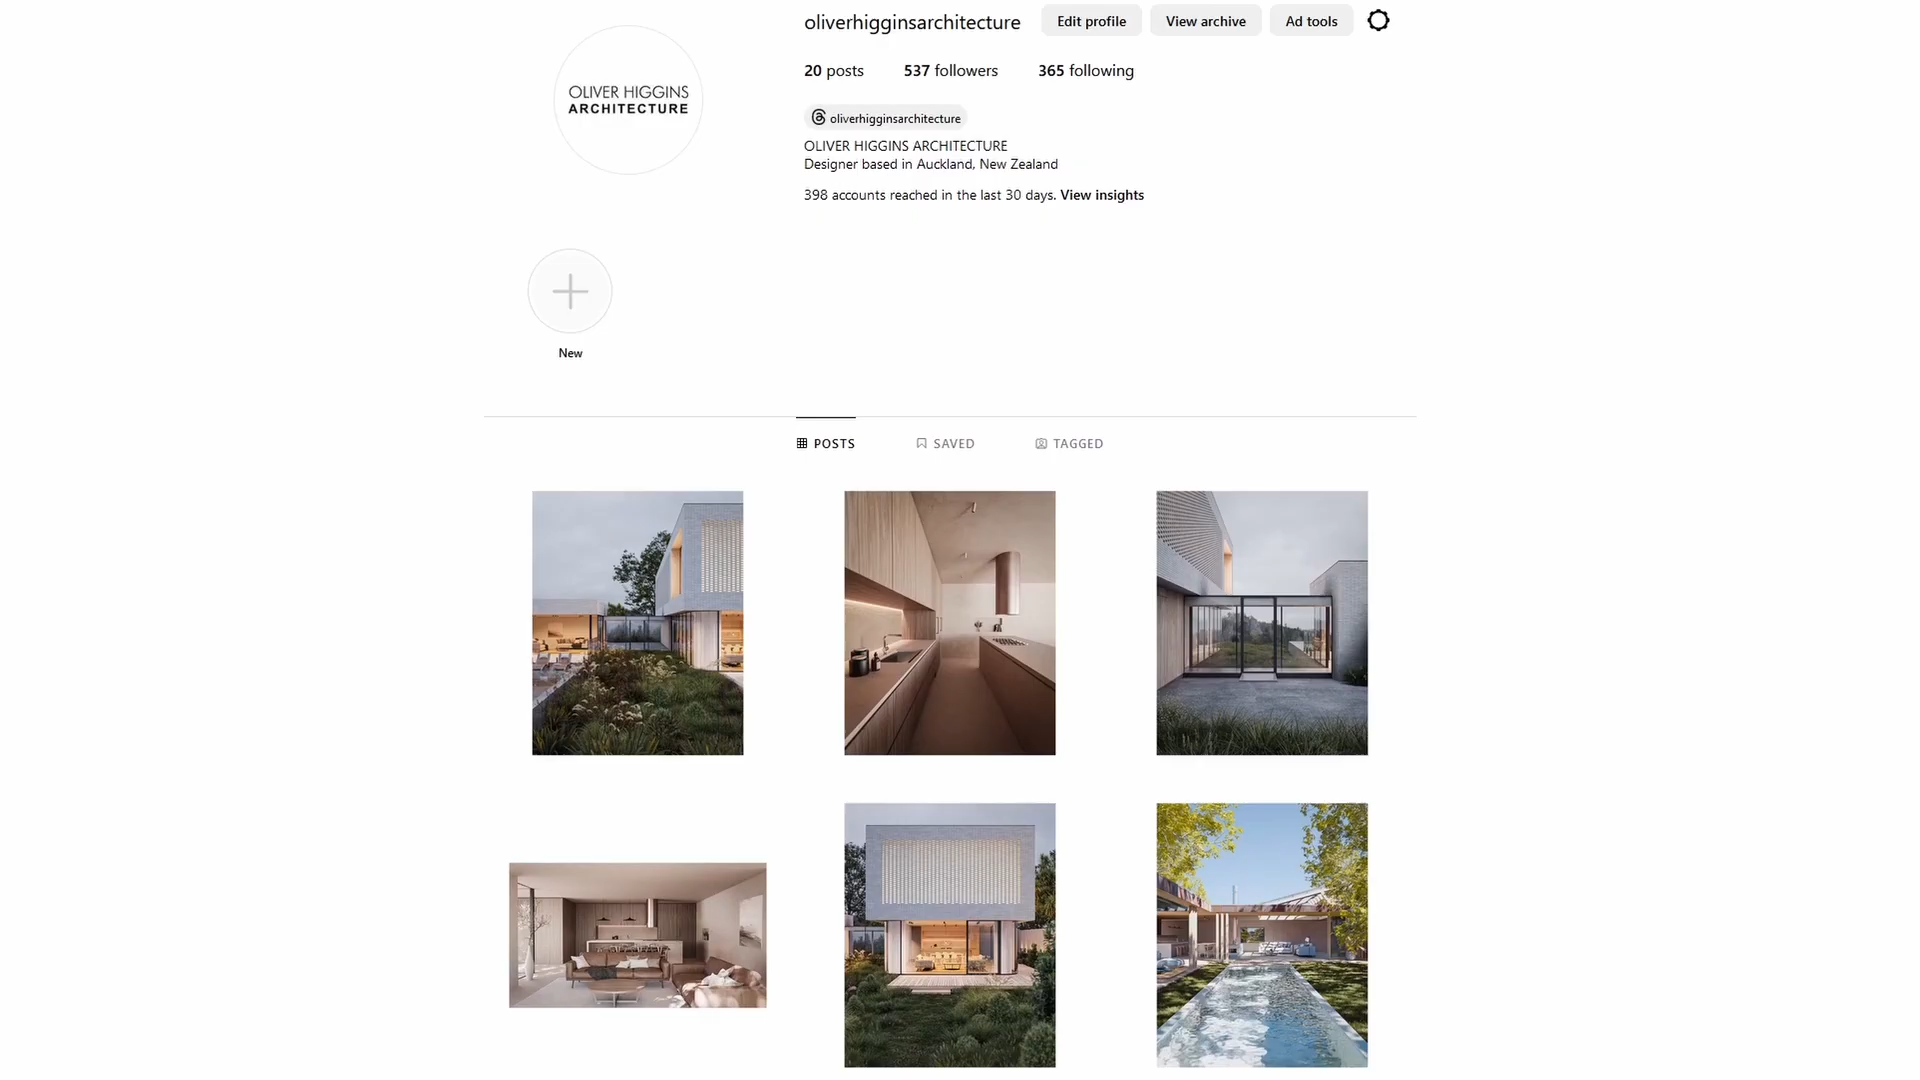 oliverhigginsarchitecture Edit profile View archive Ad tools
20 posts 537 followers 365 following
OLIVER HIGGINS
ARCHITECTURE
oliverhigginsarchitecture
OLIVER HIGGINS ARCHITECTURE
Designer based in Auckland, New Zealand
398 accounts reached in the last 30 days. View insights
New
POSTS SAVED TAGGED